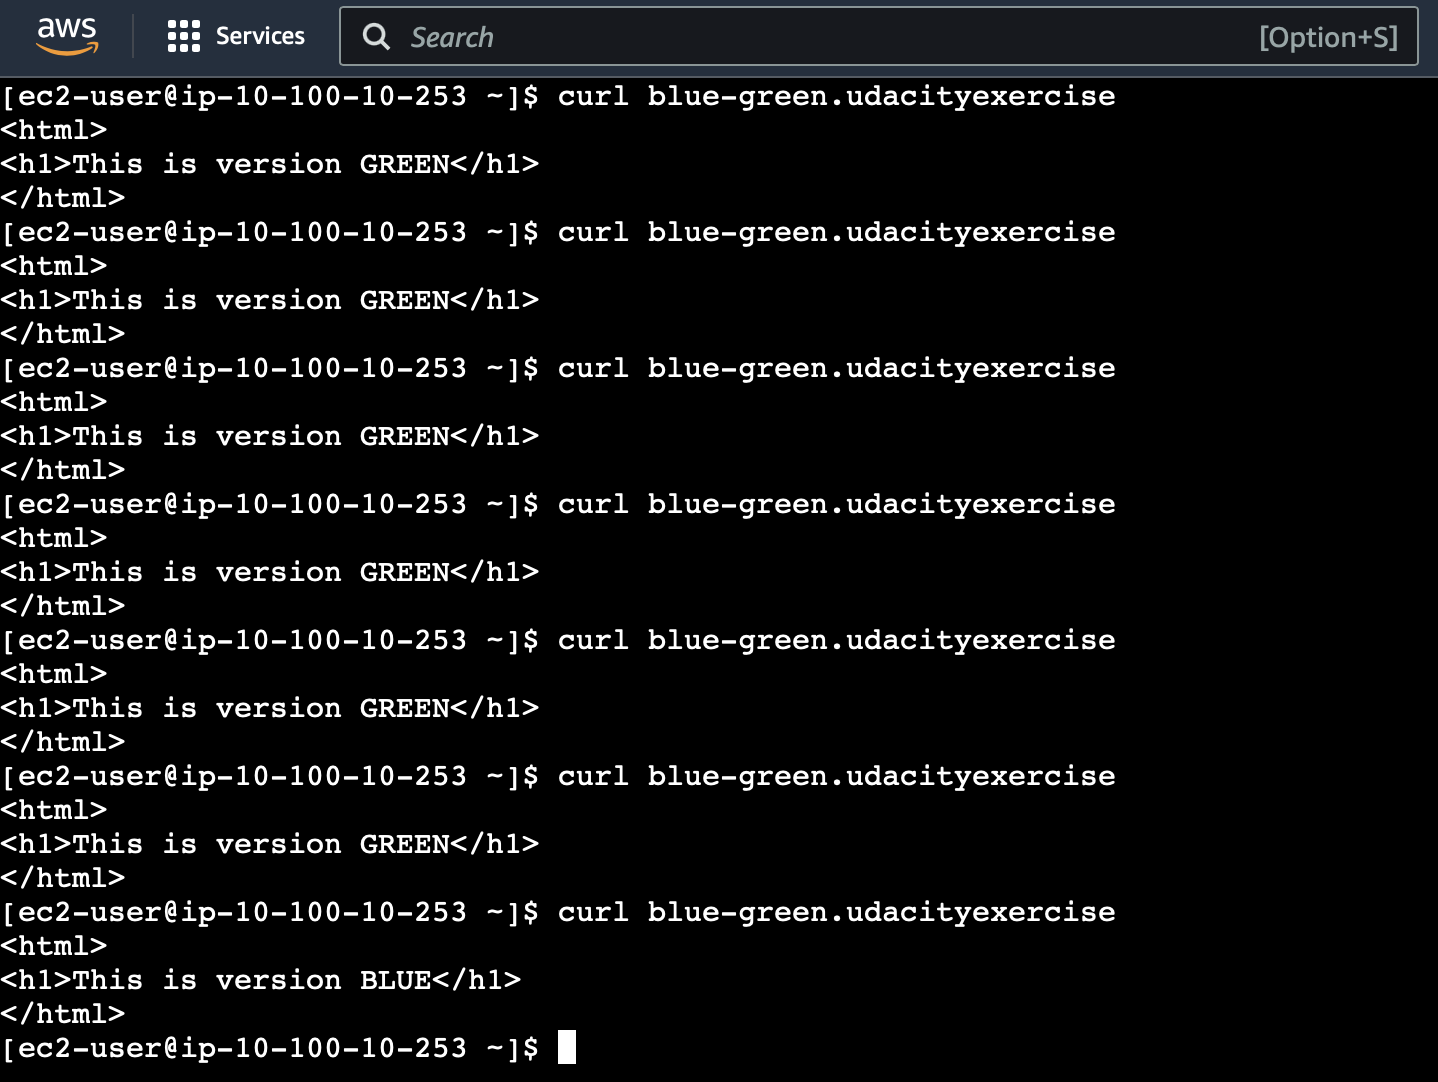 aws
Services
Search
[Option+S]
[ec2-user@ip-10-100-10-253 ~]$ curl blue-green.udacityexercise
<html>
<h1>This is version GREEN</h1>
</html>
[ec2-user@ip-10-100-10-253 ~]$ curl blue-green.udacityexercise
<html>
<h1>This is version GREEN</h1>
</html>
[ec2-user@ip-10-100-10-253 ~]$ curl blue-green.udacityexercise
<html>
<h1>This is version GREEN</h1>
</html>
[ec2-user@ip-10-100-10-253 ~]$ curl blue-green.udacityexercise
<html>
<h1>This is version GREEN</h1>
</html>
[ec2-user@ip-10-100-10-253 ~]$ curl blue-green.udacityexercise
<html>
<h1>This is version GREEN</h1>
</html>
[ec2-user@ip-10-100-10-253 ~]$ curl blue-green.udacityexercise
<html>
<h1>This is version GREEN</h1>
</html>
[ec2-user@ip-10-100-10-253 ~]$ curl blue-green.udacityexercise
<html>
<h1>This is version BLUE</h1>
</html>
[ec2-user@ip-10-100-10-253 ~]$